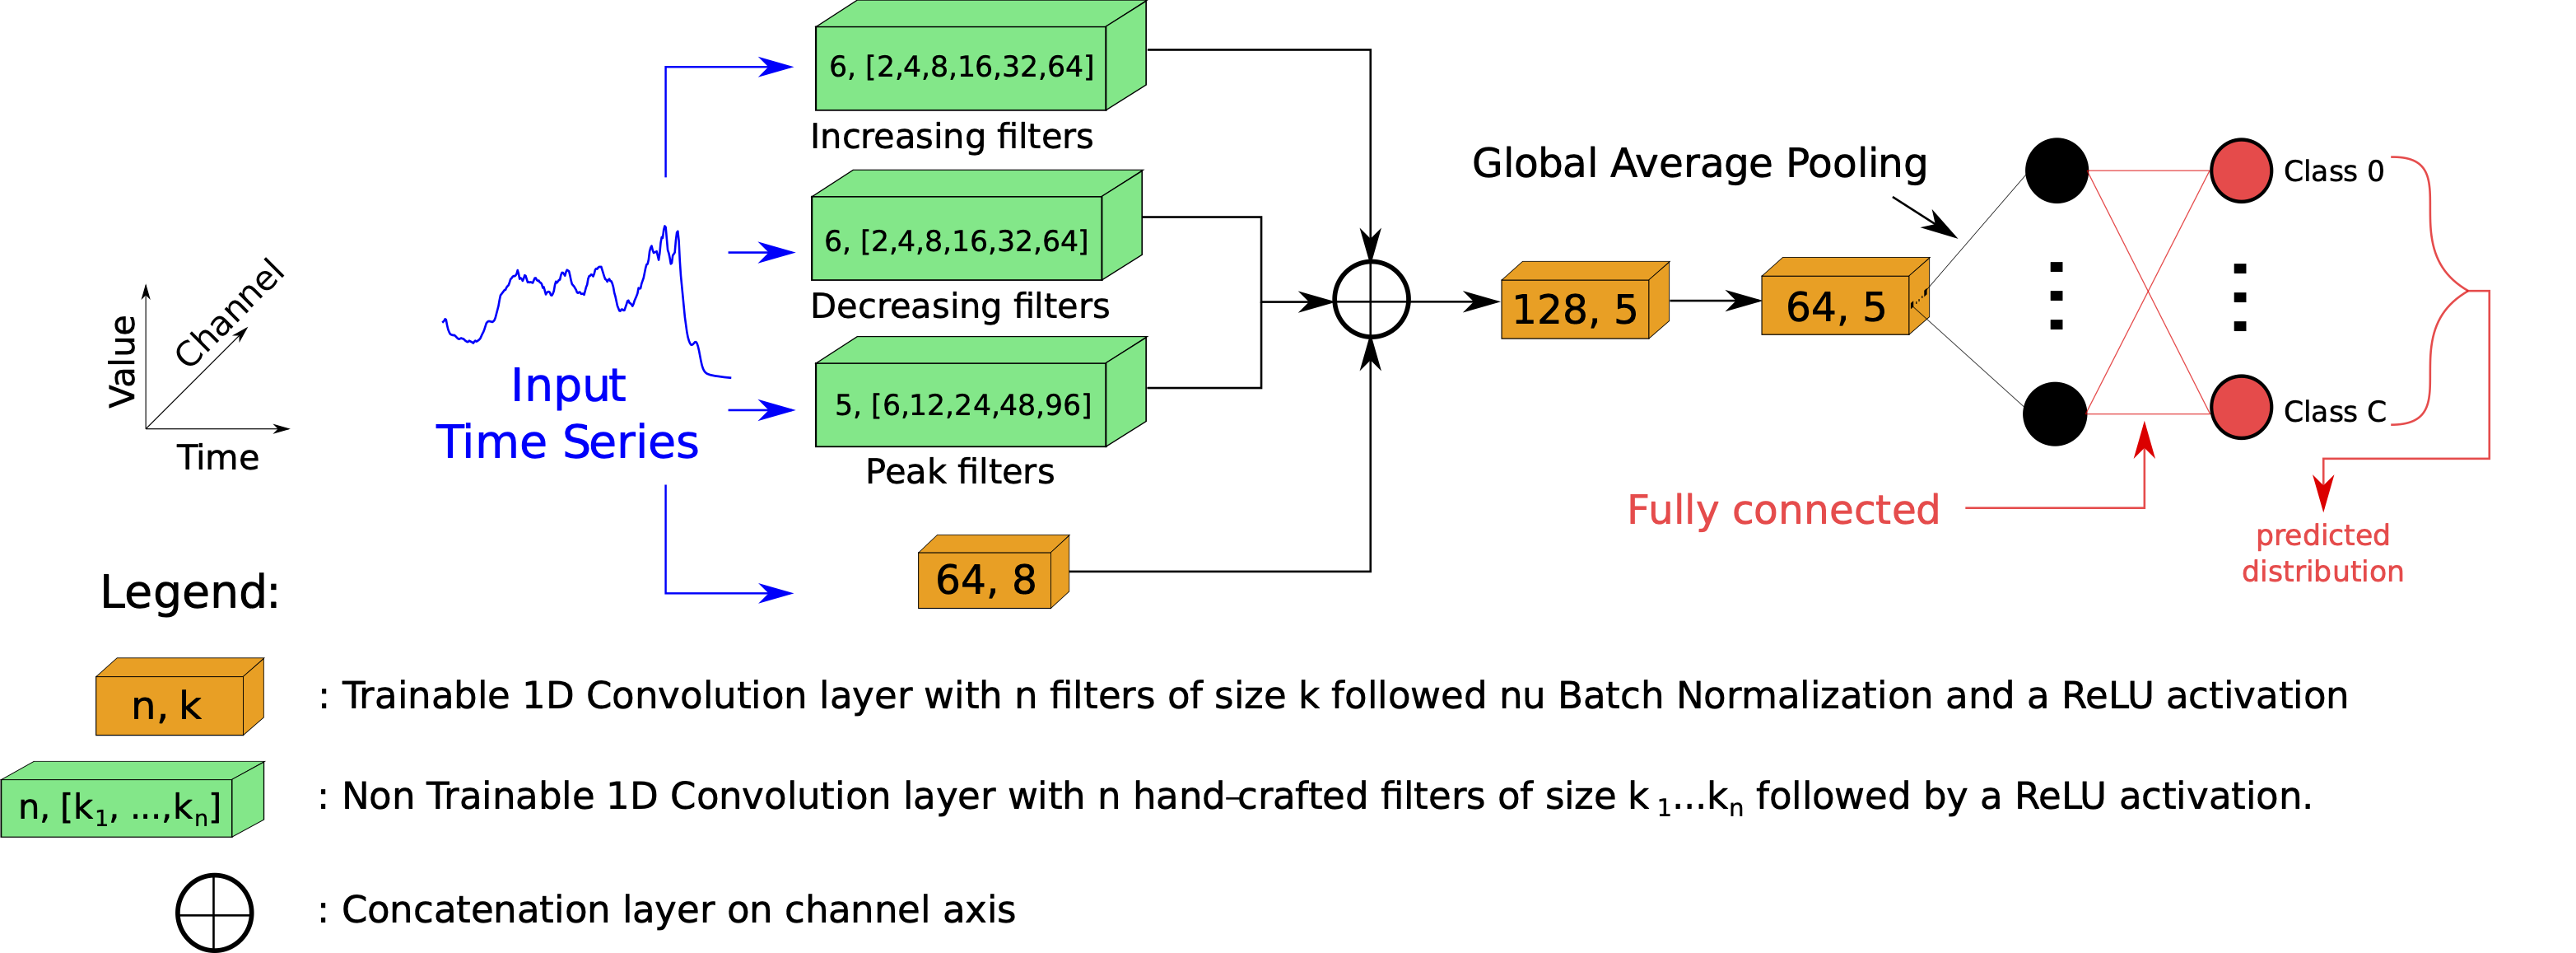 6, [2,4,8,16,32,64]
Increasing filters
6, [2,4,8,16,32,64]
Decreasing filters
5, [6,12,24,48,96]
Peak filters
64, 8
Value
Channel
Time
Input
Time Series
128, 5
64, 5
Global Average Pooling
Class 0
Class C
Fully connected
predicted
distribution
Legend:
n, k
: Trainable 1D Convolution layer with n filters of size k followed nu Batch Normalization and a ReLU activation
n, [k1, ...,kn]
: Non Trainable 1D Convolution layer with n hand-crafted filters of size k 1...kn followed by a ReLU activation.
: Concatenation layer on channel axis